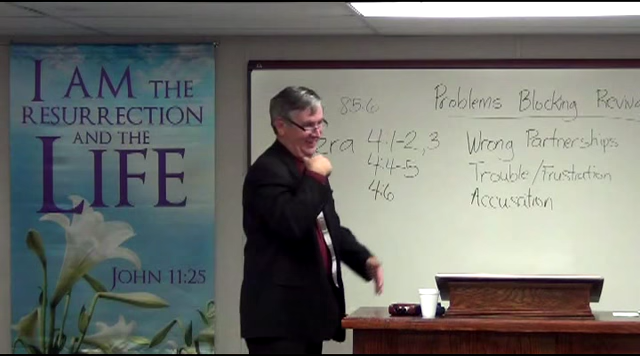 I AM THE
RESURRECTION
AND THE
LIFE
JOHN 11:25
8:5-6
Problems Blocking Reviva
zra 4:1-2,3 Wrong Partnerships
4:4-5 Trouble/Frustration
4:6 Accusation